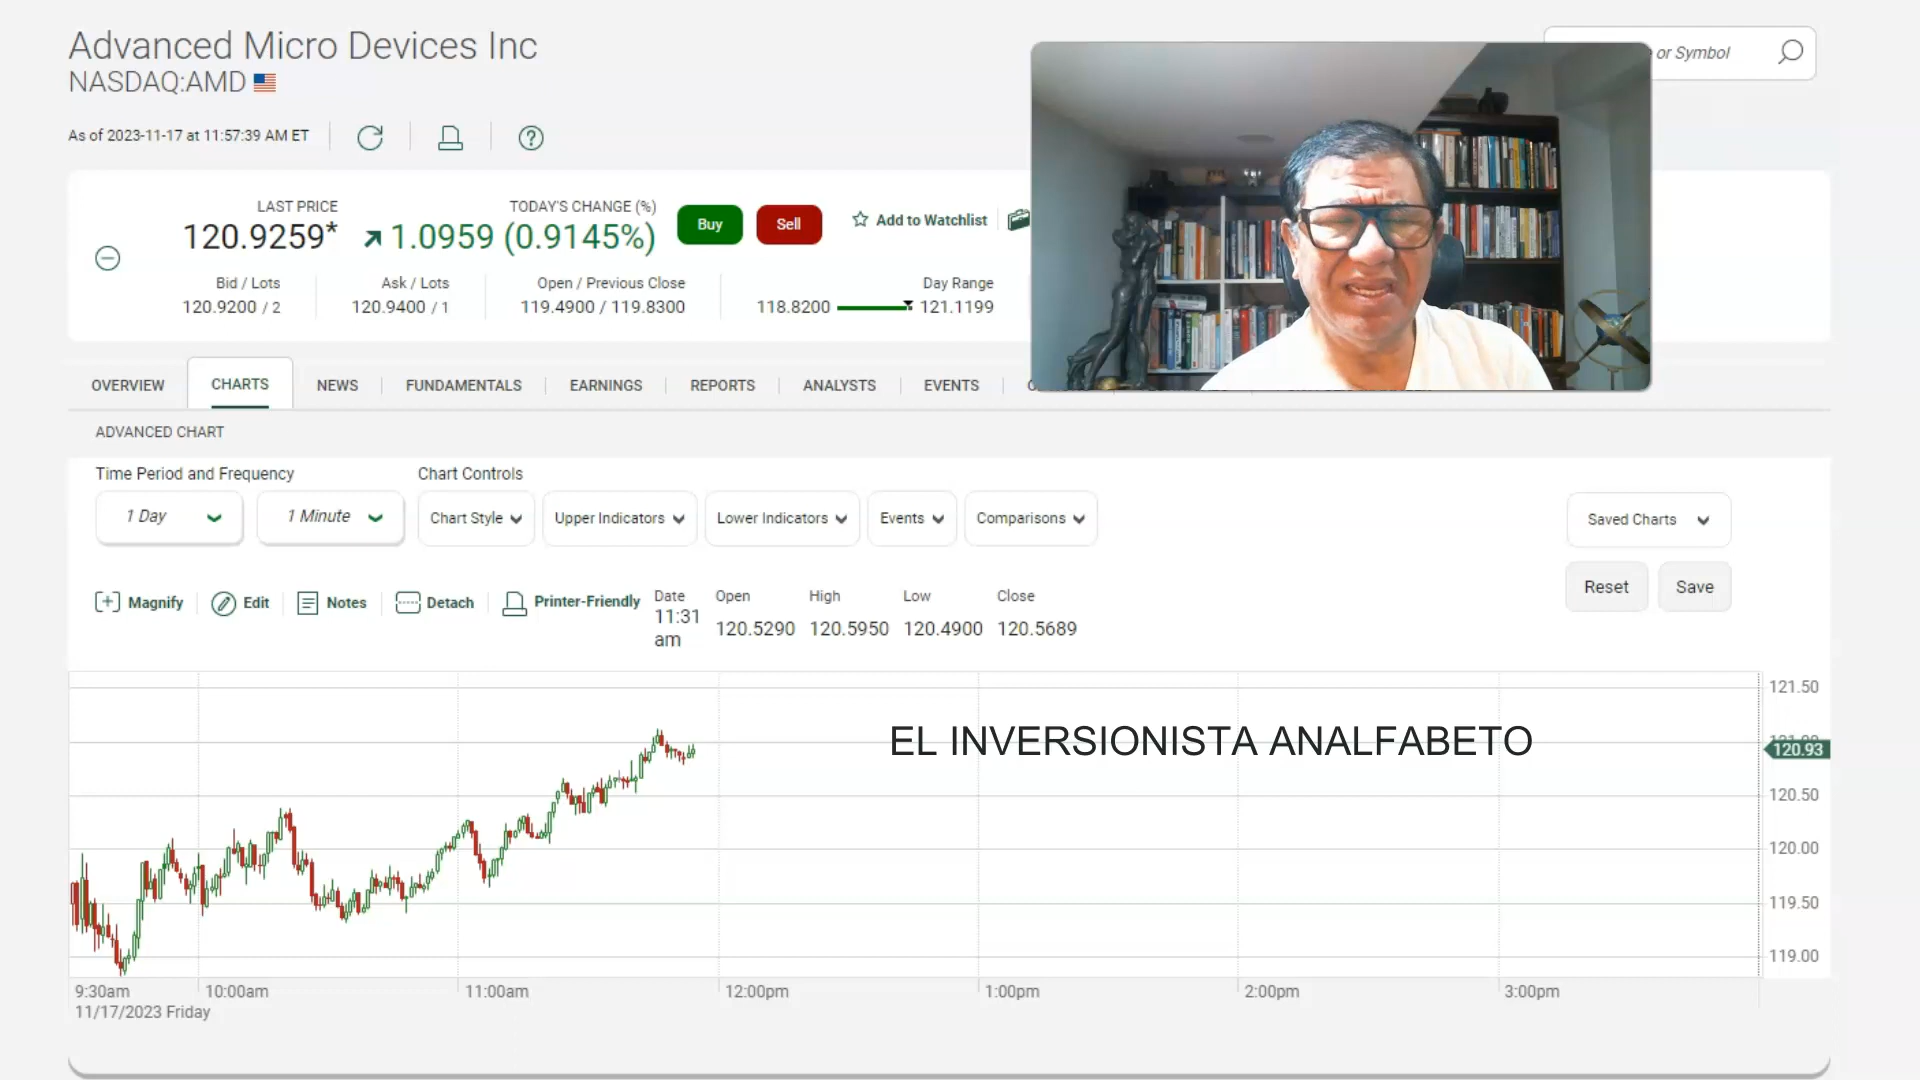 Advanced Micro Devices Inc
NASDAQ:AMD
or Symbol
As of 2023-11-17 at 11:57:39 AM ET
LAST PRICE
120.9259*
TODAY'S CHANGE (%)
1.0959 (0.9145%)
Buy
Sell
Add to Watchlist
Bid / Lots
120.9200 / 2
Ask / Lots
120.9400 / 1
Open / Previous Close
119.4900 / 119.8300
Day Range
118.8200
121.1199
OVERVIEW
CHARTS
NEWS
FUNDAMENTALS
EARNINGS
REPORTS
ANALYSTS
EVENTS
ADVANCED CHART
Time Period and Frequency
Chart Controls
1 Day
1 Minute
Chart Style
Upper Indicators
Lower Indicators
Events
Comparisons
Saved Charts
Reset
Save
Magnify
Edit
Notes
Detach
Printer-Friendly
Date
11:31
am
Open
120.5290
High
120.5950
Low
120.4900
Close
120.5689
EL INVERSIONISTA ANALFABETO
121.50
120.93
120.50
120.00
119.50
119.00
9:30am
10:00am
11:00am
12:00pm
1:00pm
2:00pm
3:00pm
11/17/2023 Friday